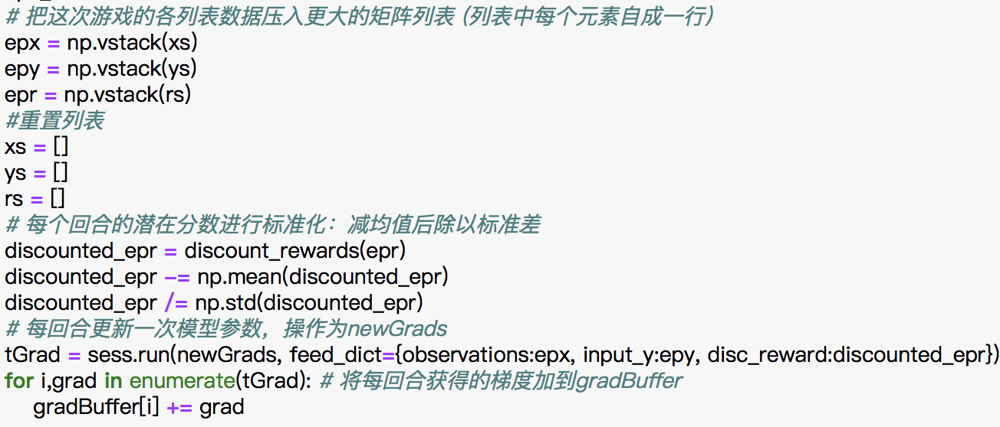 # 把这次游戏的各列表数据压入更大的矩阵列表 (列表中每个元素自成一行)
epx = np.vstack(xs)
epy = np.vstack(ys)
epr = np.vstack(rs)
#重置列表
xs = []
ys = []
rs = []
# 每个回合的潜在分数进行标准化：减均值后除以标准差
discounted_epr = discount_rewards(epr)
discounted_epr -= np.mean(discounted_epr)
discounted_epr /= np.std(discounted_epr)
# 每回合更新一次模型参数，操作为newGrads
tGrad = sess.run(newGrads, feed_dict={observations:epx, input_y:epy, disc_reward:discounted_epr})
for i,grad in enumerate(tGrad): # 将每回合获得的梯度加到gradBuffer
    gradBuffer[i] += grad